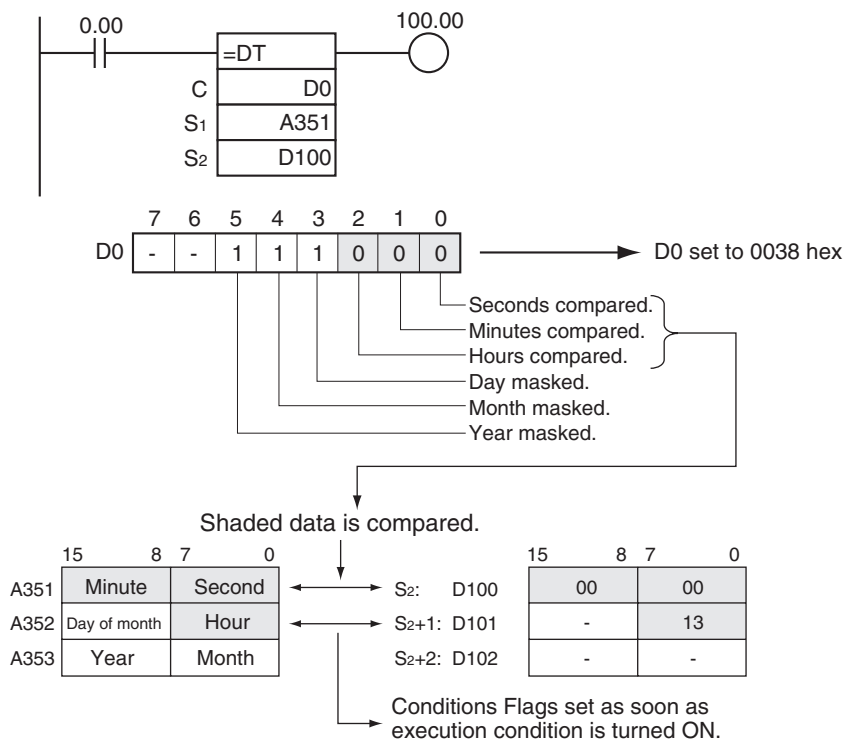 0.00 100.00
=DT
C D0
S1 A351
S2 D100
7 6 5 4 3 2 1 0
D0 - - 1 1 1 0 0 0 D0 set to 0038 hex
Seconds compared.
Minutes compared.
Hours compared.
Day masked.
Month masked.
Year masked.
Shaded data is compared.
15 8 7 0 15 8 7 0
A351 Minute Second S2: D100 00 00
A352 Day of month Hour S2+1: D101 - 13
A353 Year Month S2+2: D102 - -
Conditions Flags set as soon as
execution condition is turned ON.